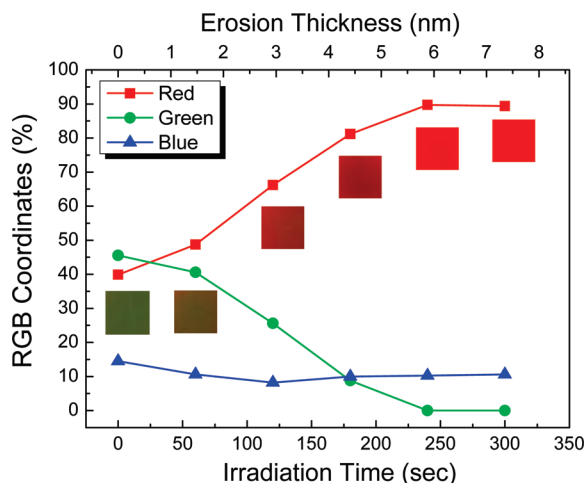 Erosion Thickness (nm)
0 1 2 3 4 5 6 7 8
100
90
80
70
60
50
40
30
20
10
0
RGB Coordinates (%)
Red
Green
Blue
0 50 100 150 200 250 300 350
Irradiation Time (sec)